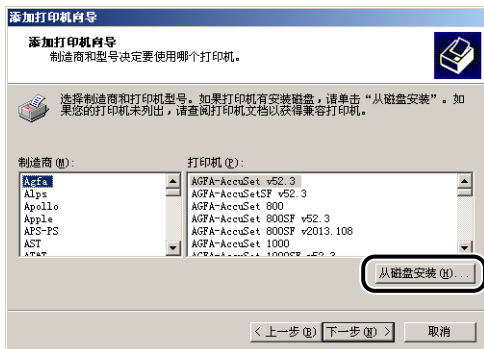 添加打印机向导
添加打印机向导
制造商和型号决定要使用哪个打印机。
选择制造商和打印机型号。如果打印机有安装磁盘，请单击“从磁盘安装”。如
果您的打印机未列出，请查阅打印机文档以获得兼容打印机。
制造商(M):
打印机(P):
Agfa
Alps
Apollo
Apple
APS-PS
AST
AT&T
AGFA-AccuSet v52.3
AGFA-AccuSetSF v52.3
AGFA-AccuSet 800
AGFA-AccuSet 800SF v52.3
AGFA-AccuSet 800SF v2013.108
AGFA-AccuSet 1000
AGFA-AccuSet 1000SF v52.3
从磁盘安装(H)...
< 上一步(B)
下一步(N) >
取消